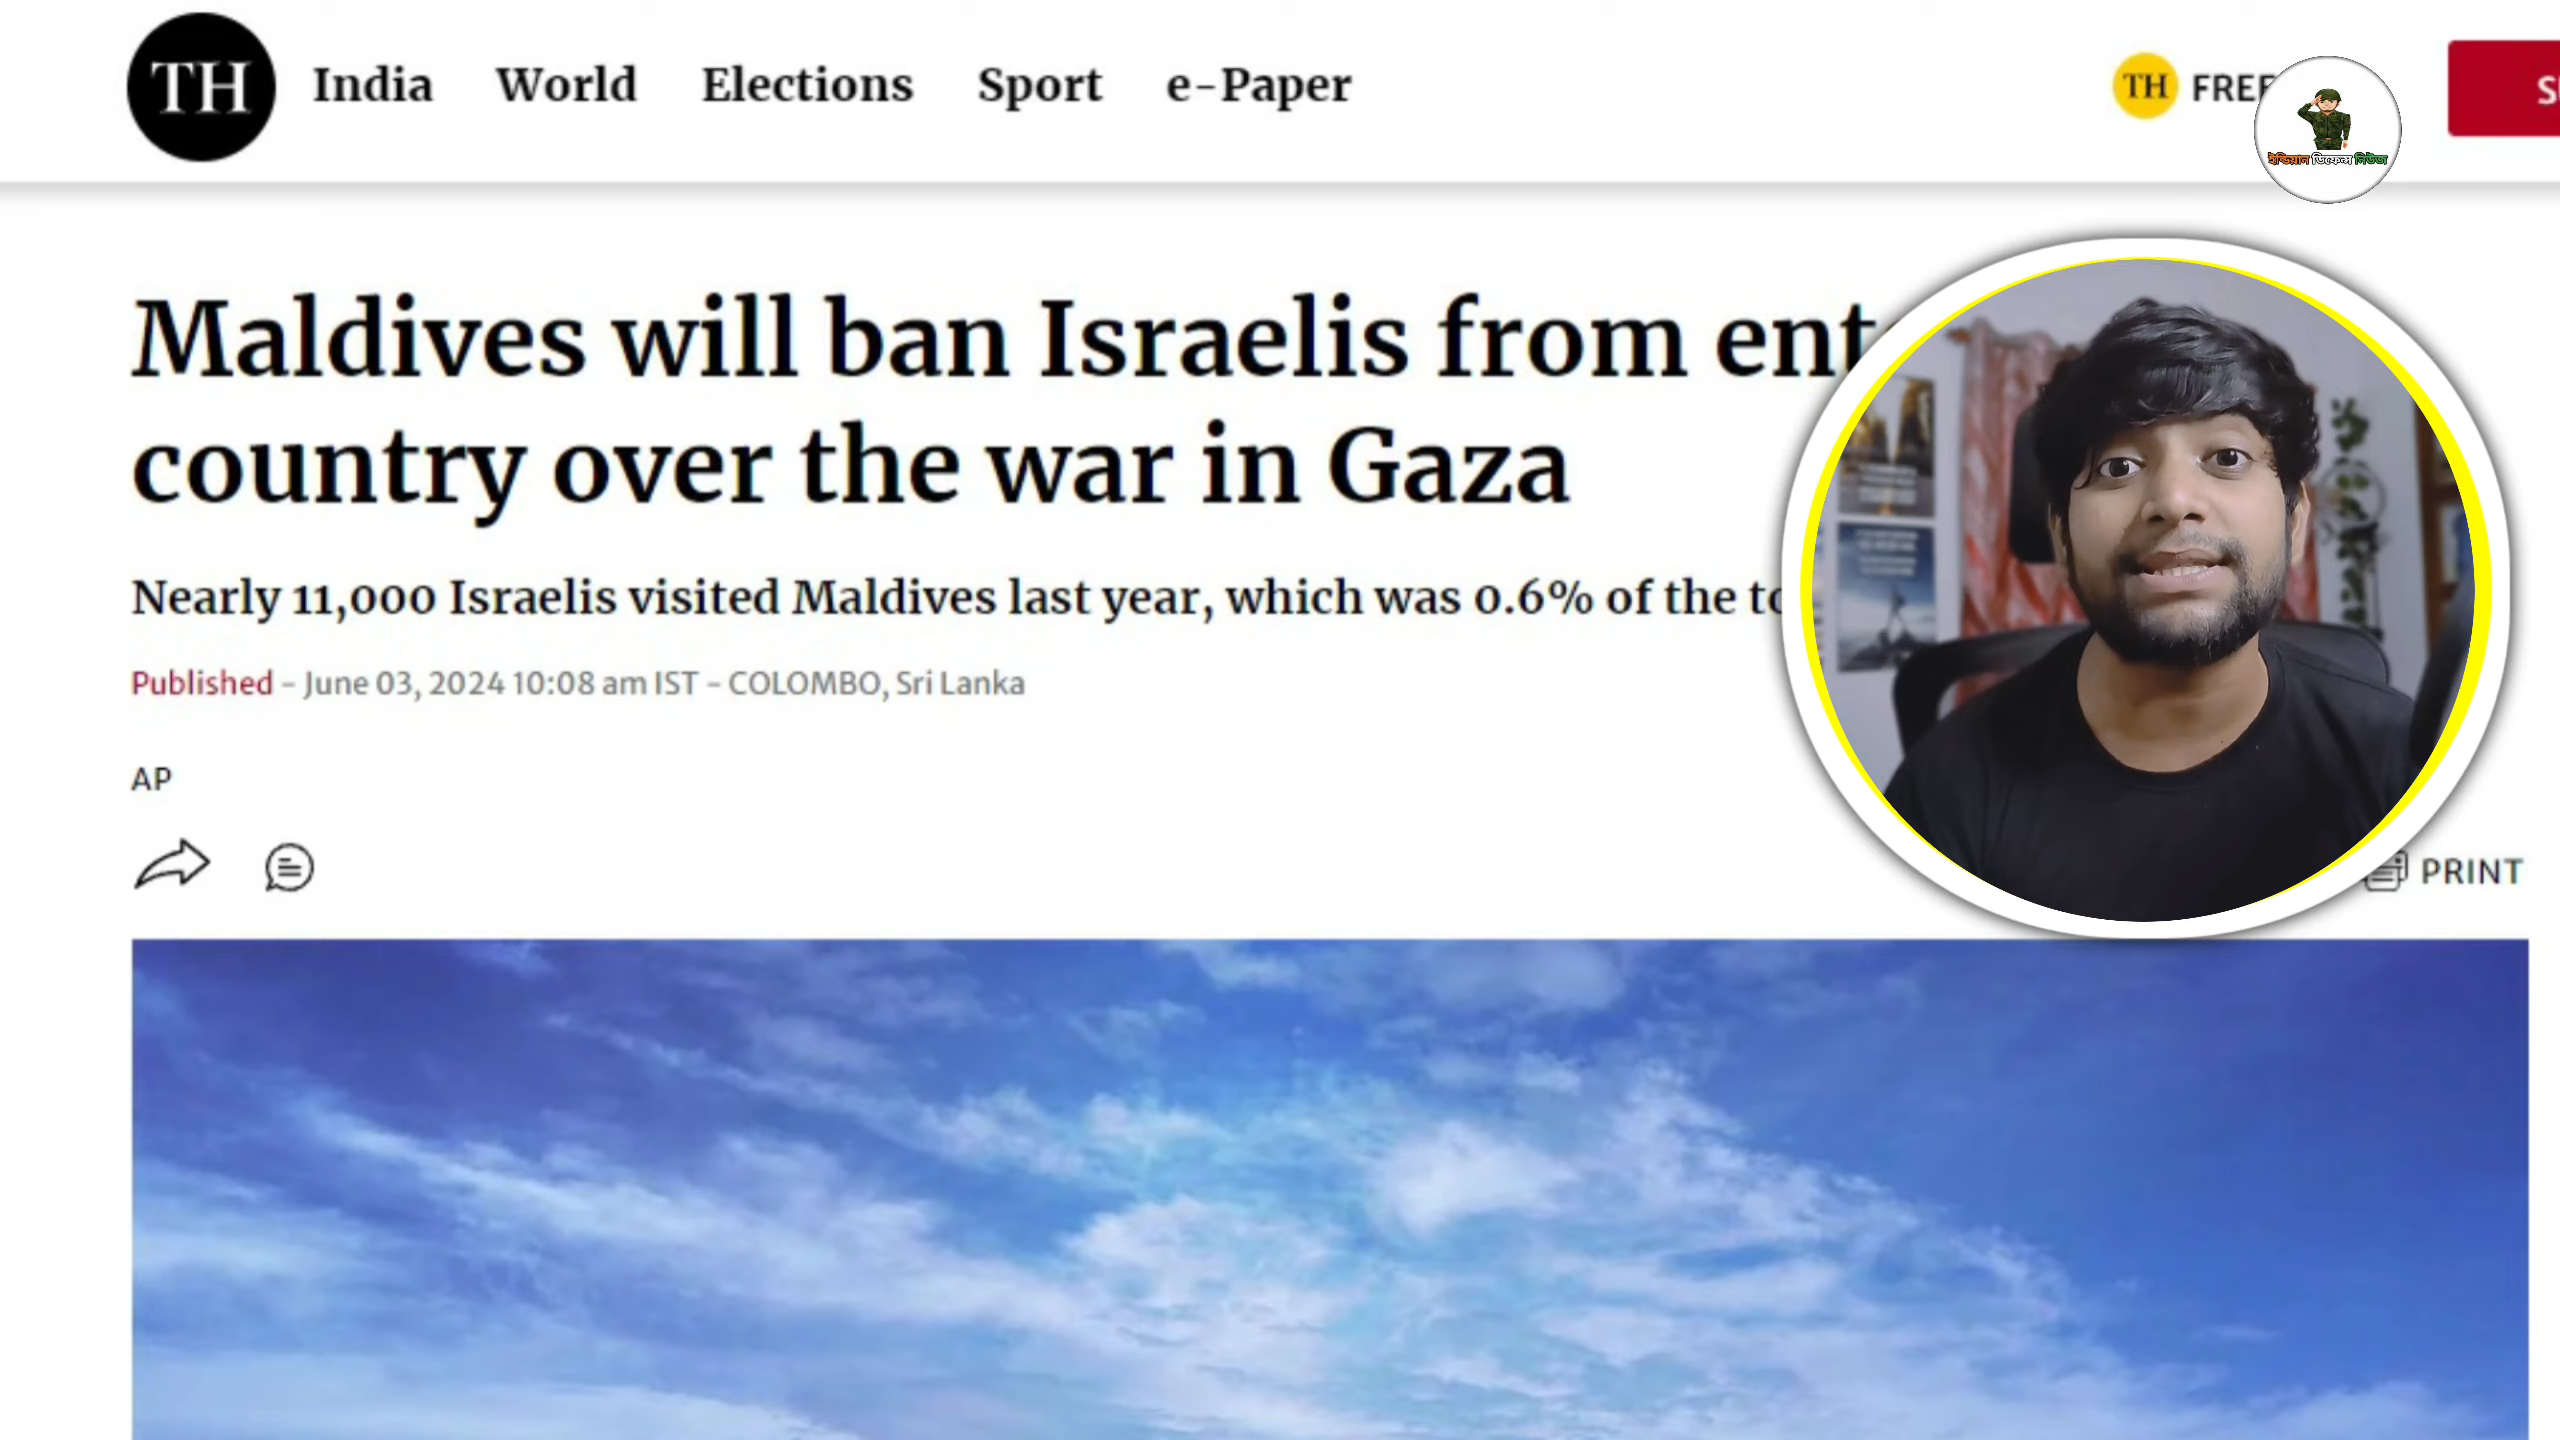 TH India World Elections Sport e-Paper
TH FREE
ইন্ডিয়ান ডিফেন্স নিউজ
Maldives will ban Israelis from ent
country over the war in Gaza
Nearly 11,000 Israelis visited Maldives last year, which was 0.6% of the
Published - June 03, 2024 10:08 am IST - COLOMBO, Sri Lanka
AP
PRINT